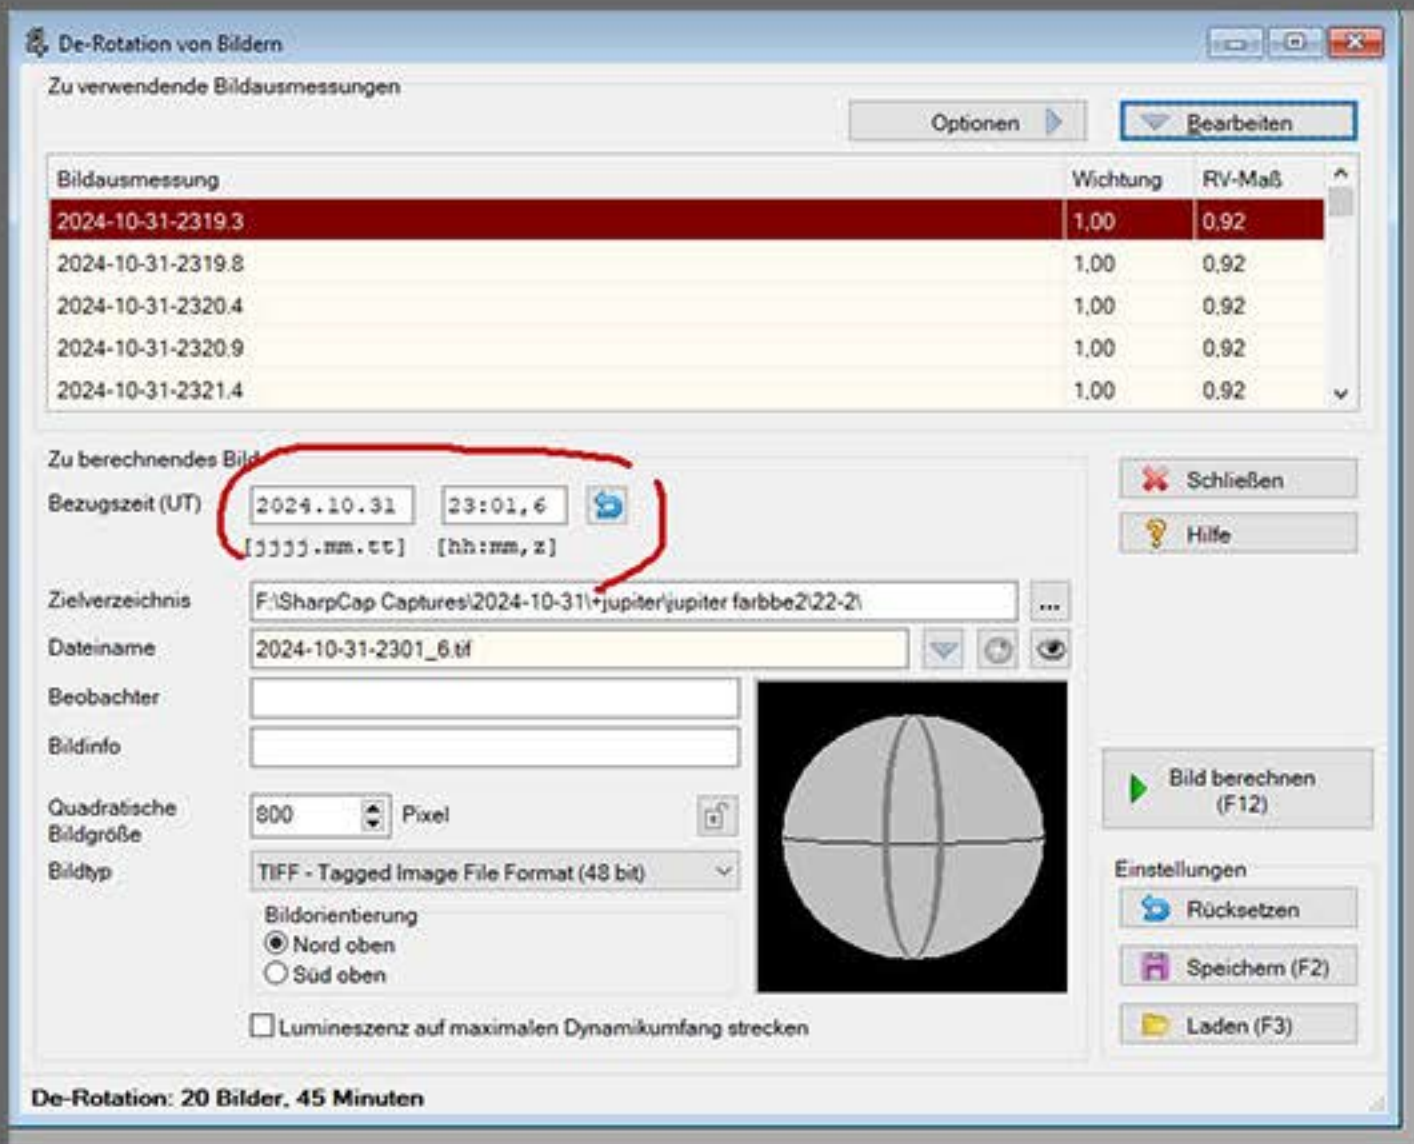 De-Rotation von Bildern
Zu verwendende Bildausmessungen
Optionen
Bearbeiten
Bildausmessung Wichtung RV-Maß
2024-10-31-2319.3 1,00 0,92
2024-10-31-2319.8 1,00 0,92
2024-10-31-2320.4 1,00 0,92
2024-10-31-2320.9 1,00 0,92
2024-10-31-2321.4 1,00 0,92
Zu berechnendes Bild
Bezugszeit (UT) 2024.10.31 23:01,6
[jjjj.mm.tt] [hh:mm,z]
Schließen
Hilfe
Zielverzeichnis F:\SharpCap Captures\2024-10-31\+jupiter\jupiter farbbe2\22-2\ ...
Dateiname 2024-10-31-2301_6.tif
Beobachter
Bildinfo
Quadratische
Bildgröße
800 Pixel
Bildtyp TIFF - Tagged Image File Format (48 bit)
Bildorientierung
Nord oben
Süd oben
Lumineszenz auf maximalen Dynamikumfang strecken
Bild berechnen
(F12)
Einstellungen
Rücksetzen
Speichern (F2)
Laden (F3)
De-Rotation: 20 Bilder, 45 Minuten